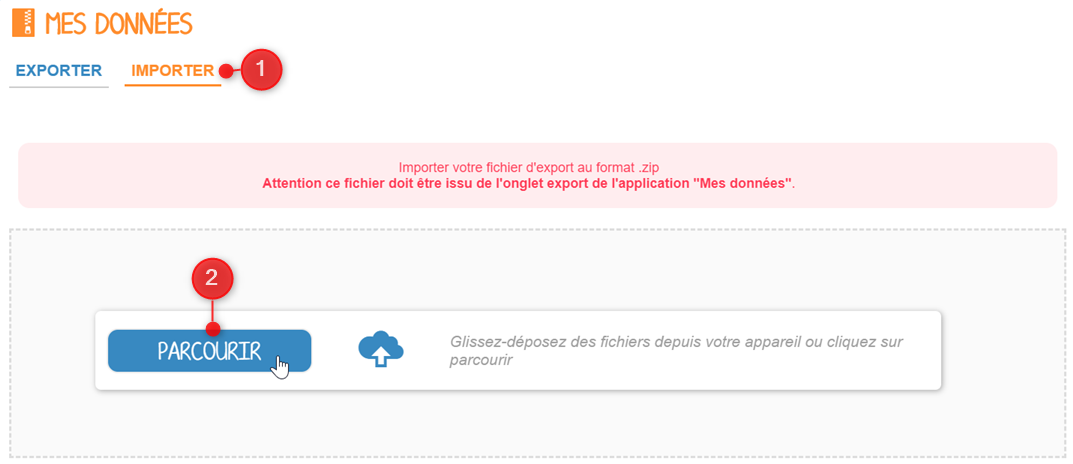 MES DONNÉES
EXPORTER IMPORTER 1
Importer votre fichier d'export au format .zip
Attention ce fichier doit être issu de l'onglet export de l'application "Mes données".
2
PARCOURIR
Glissez-déposez des fichiers depuis votre appareil ou cliquez sur
parcourir